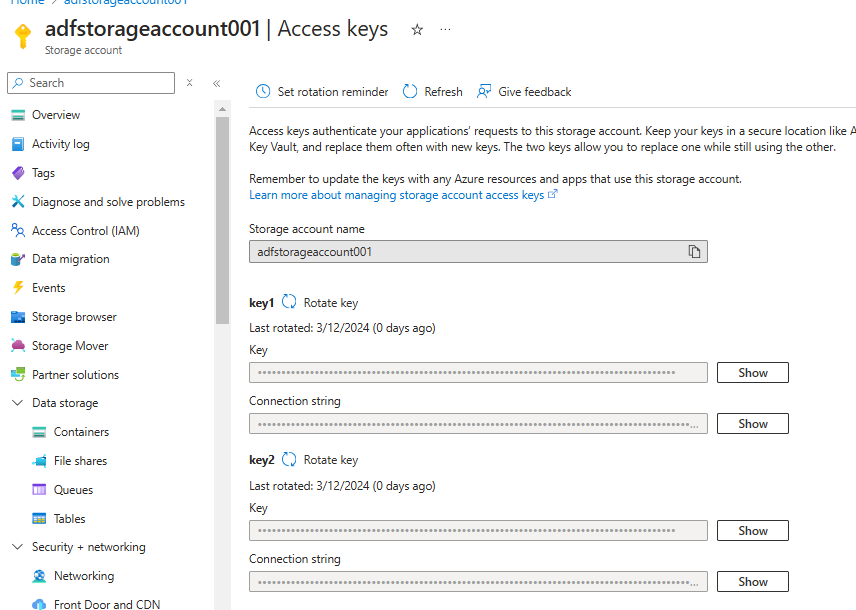 Home > adfstorageaccount001
adfstorageaccount001 | Access keys
Storage account
Search
Overview
Activity log
Tags
Diagnose and solve problems
Access Control (IAM)
Data migration
Events
Storage browser
Storage Mover
Partner solutions
Data storage
Containers
File shares
Queues
Tables
Security + networking
Networking
Front Door and CDN
Set rotation reminder
Refresh
Give feedback
Access keys authenticate your applications' requests to this storage account. Keep your keys in a secure location like A
Key Vault, and replace them often with new keys. The two keys allow you to replace one while still using the other.
Remember to update the keys with any Azure resources and apps that use this storage account.
Learn more about managing storage account access keys
Storage account name
adfstorageaccount001
key1 Rotate key
Last rotated: 3/12/2024 (0 days ago)
Key
Show
Connection string
Show
key2 Rotate key
Last rotated: 3/12/2024 (0 days ago)
Key
Show
Connection string
Show